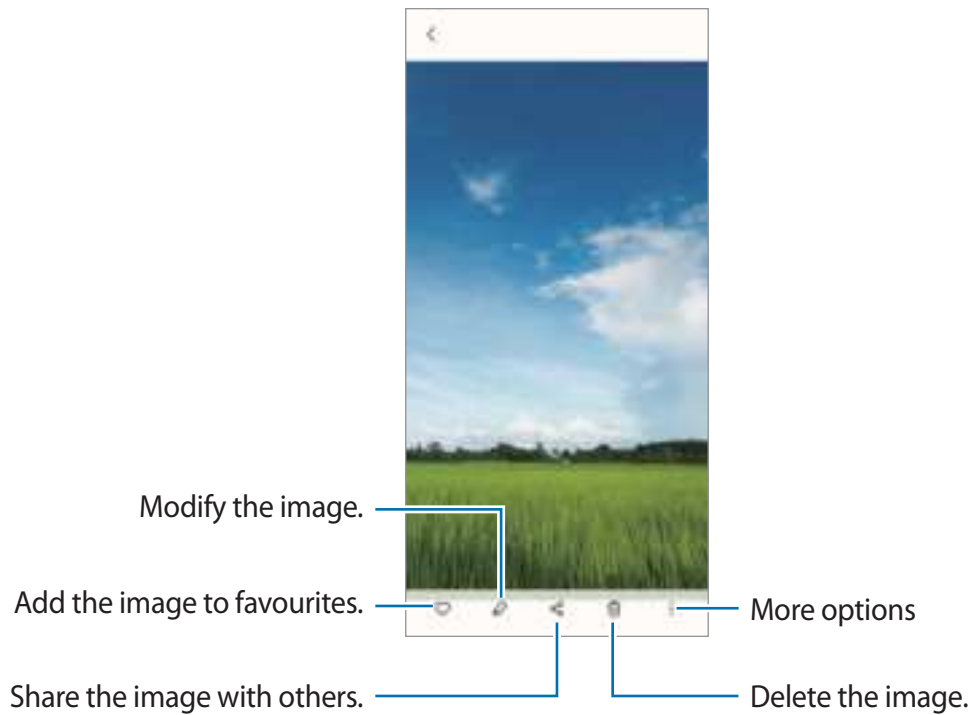 Modify the image.
Add the image to favourites.
More options
Share the image with others.
Delete the image.